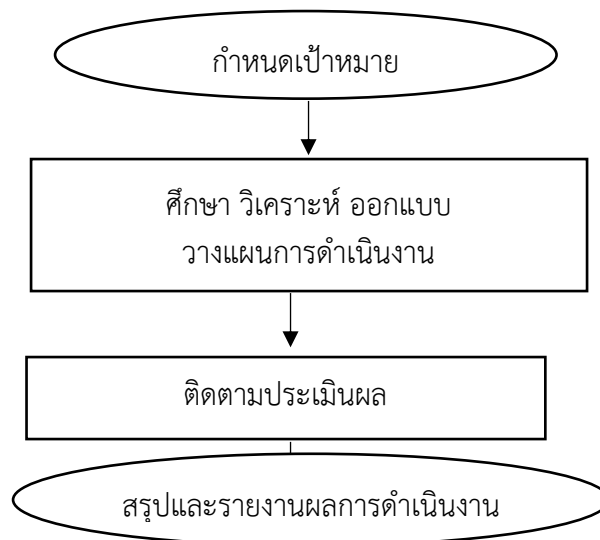 กำหนดเป้าหมาย
ศึกษา วิเคราะห์ ออกแบบ
วางแผนการดำเนินงาน
ติดตามประเมินผล
สรุปและรายงานผลการดำเนินงาน